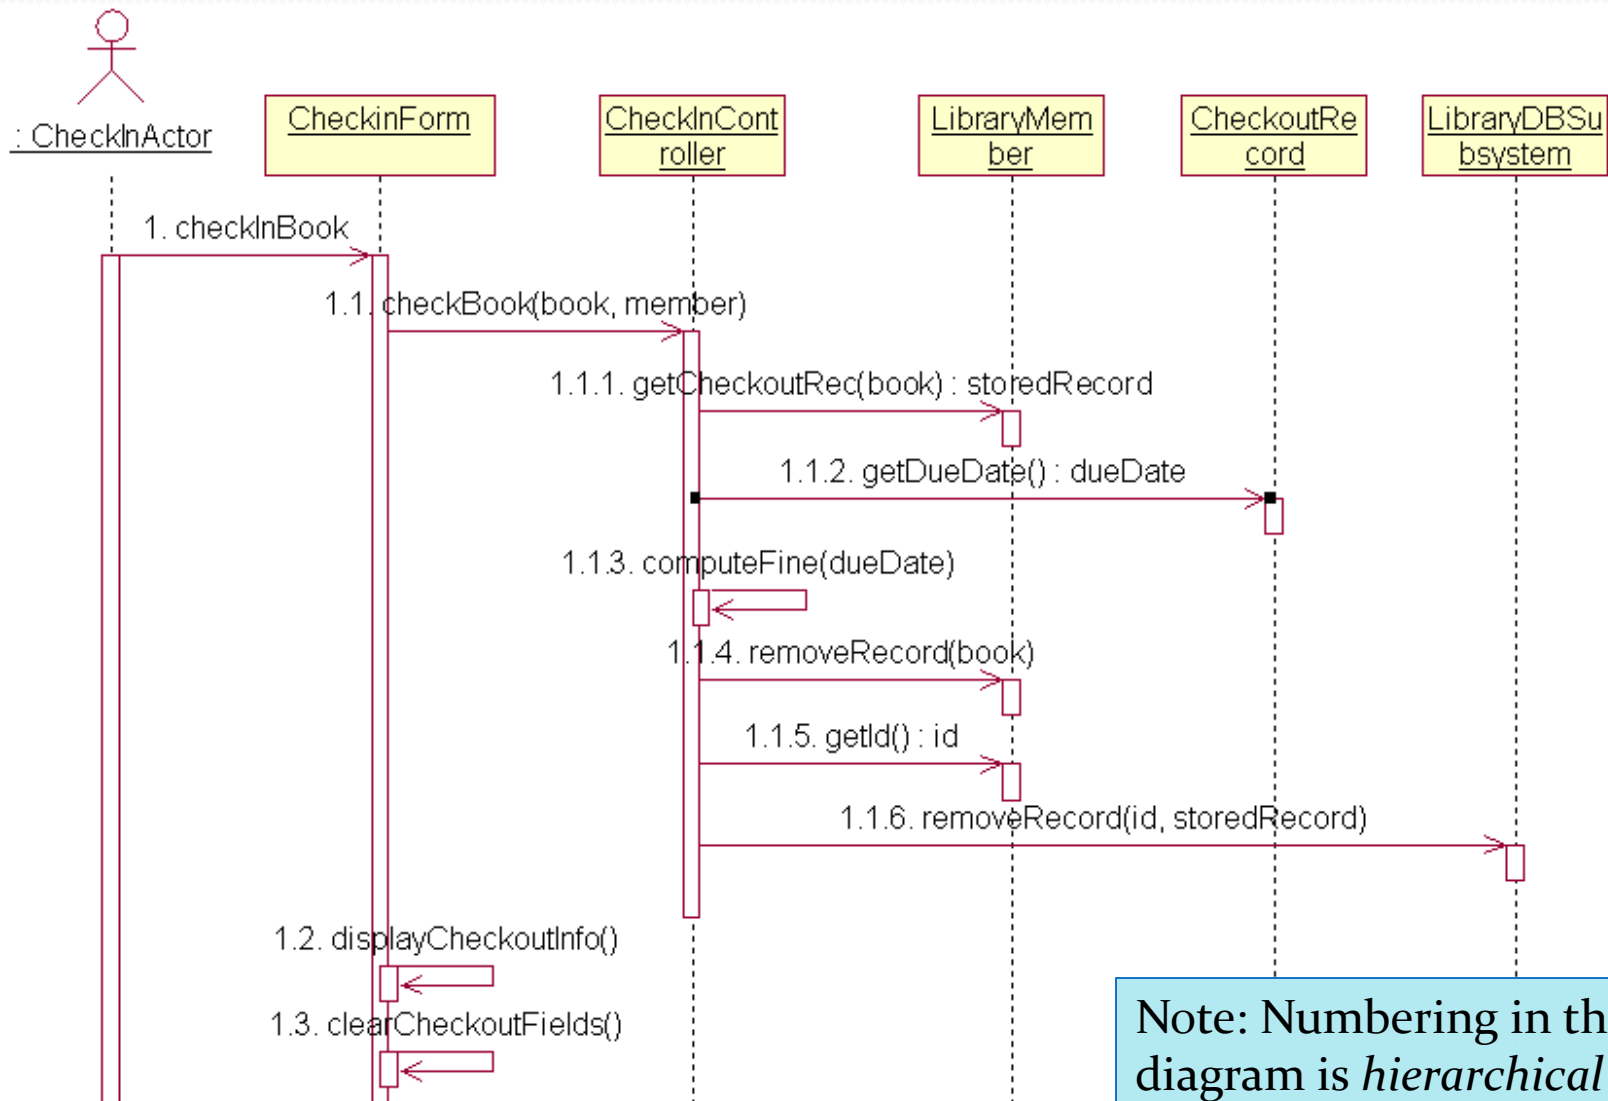 : CheckInActor
CheckinForm
CheckInCont
roller
LibraryMem
ber
CheckoutRe
cord
LibraryDBSu
bsystem
1. checkInBook
1.1. checkBook(book, member)
1.1.1. getCheckoutRec(book) : storedRecord
1.1.2. getDueDate() : dueDate
1.1.3. computeFine(dueDate)
1.1.4. removeRecord(book)
1.1.5. getId() : id
1.1.6. removeRecord(id, storedRecord)
1.2. displayCheckoutInfo()
1.3. clearCheckoutFields()
Note: Numbering in th
diagram is hierarchical